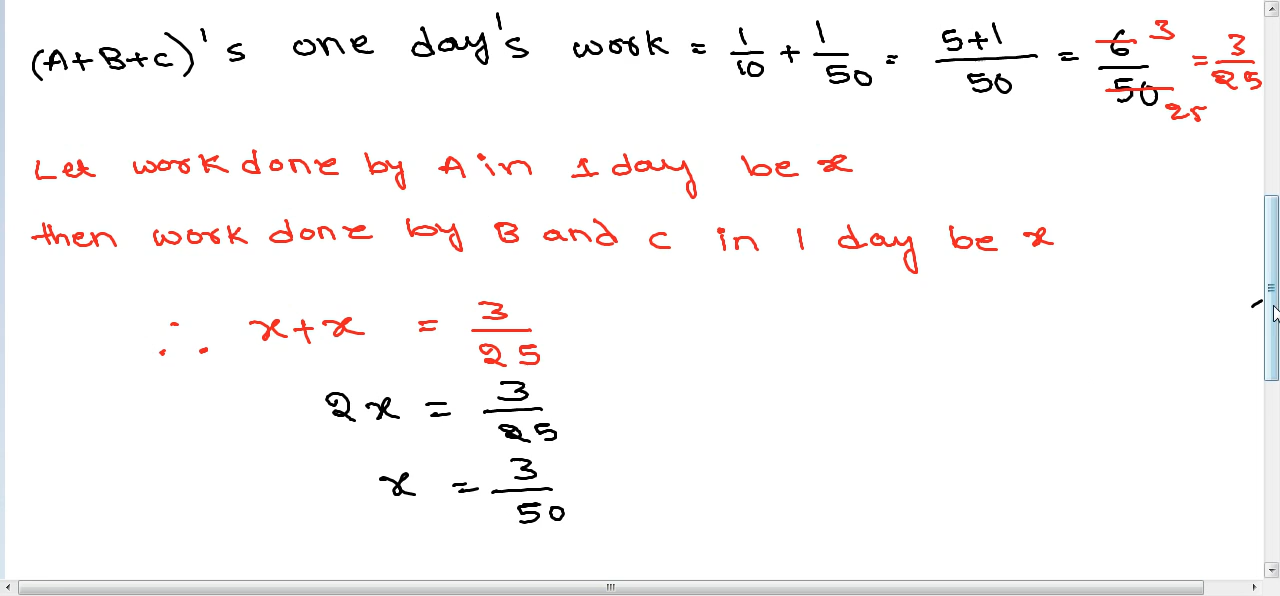 (A+B+C)'s one day's work = 1/10 + 1/50 = 5+1/50 = 6/50 3 25 = 3/25
Let work done by A in 1 day be x
then work done by B and C in 1 day be x
∴ x+x = 3/25
2x = 3/25
x = 3/50